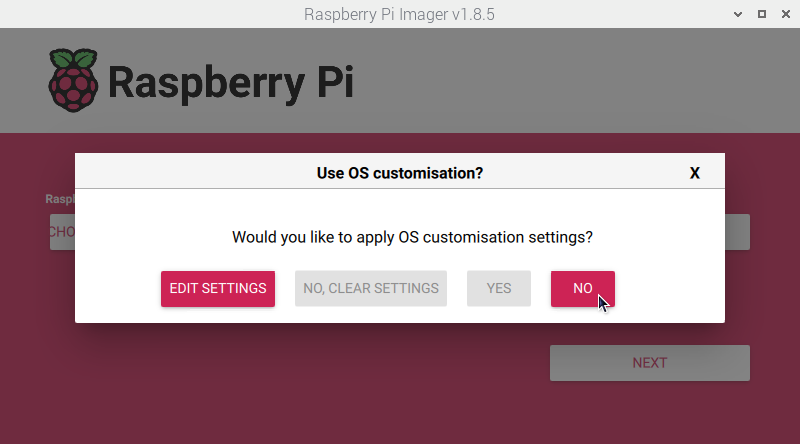 Raspberry Pi Imager v1.8.5
Raspberry Pi
Use OS customisation? X
Raspl
CHO
Would you like to apply OS customisation settings?
EDIT SETTINGS NO, CLEAR SETTINGS YES NO
NEXT